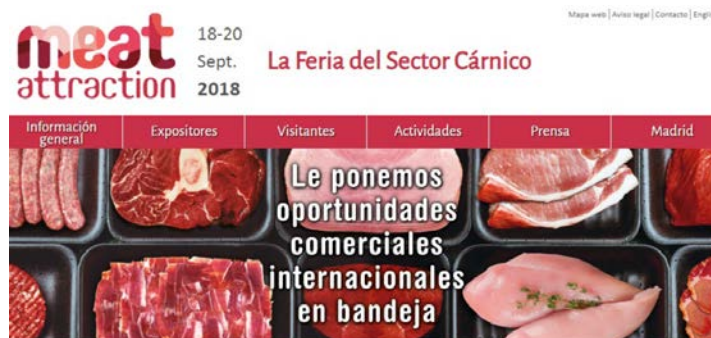 Mapa web | Aviso legal | Contacto | Engli
meat
attraction
18-20
Sept.
2018
La Feria del Sector Cárnico
Información
general
Expositores
Visitantes
Actividades
Prensa
Madrid
Le ponemos
oportunidades
comerciales
internacionales
en bandeja